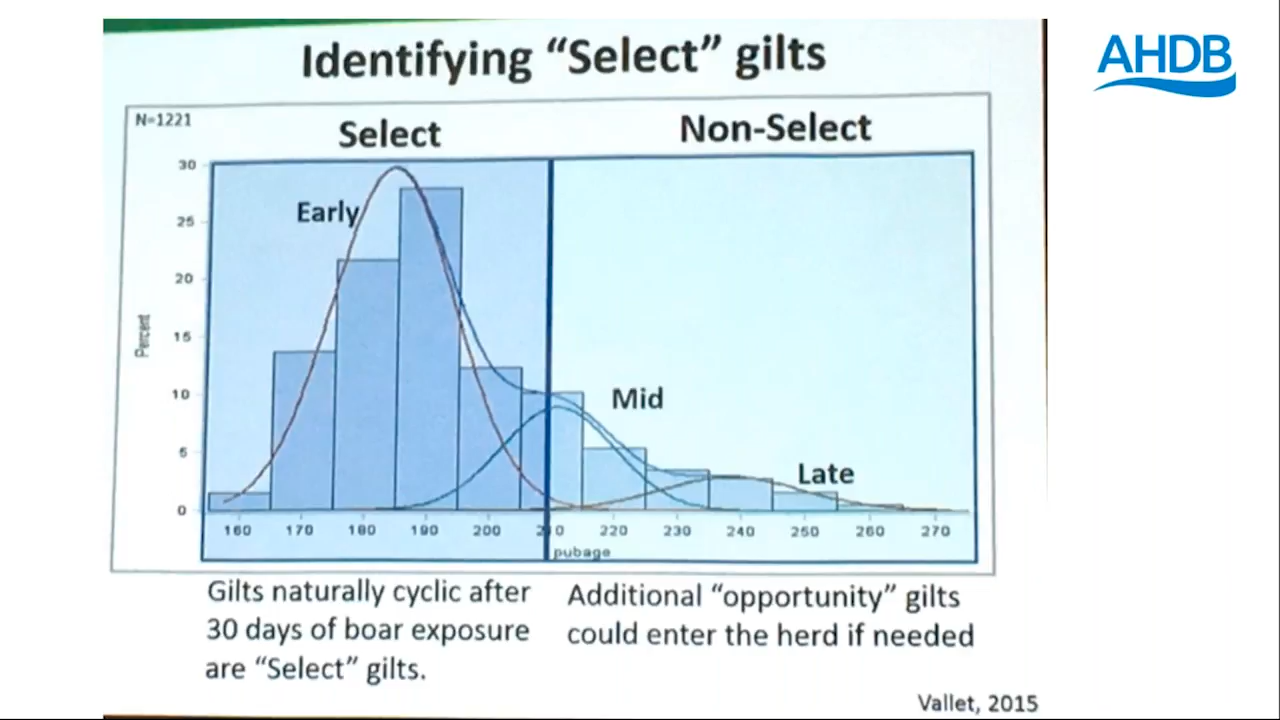 Identifying “Select” gilts
AHDB
N=1221
Select
Non-Select
30
25
20
15
10
5
0
Percent
Early
Mid
Late
160 170 180 190 200 210 220 230 240 250 260 270
pubage
Gilts naturally cyclic after
30 days of boar exposure
are “Select” gilts.
Additional “opportunity” gilts
could enter the herd if needed
Vallet, 2015